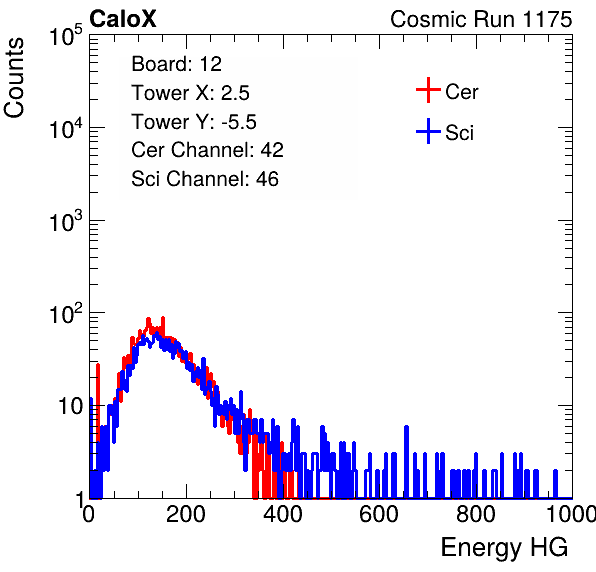 CaloX Cosmic Run 1175
Counts
10^5
10^4
10^3
10^2
10
1
Board: 12
Tower X: 2.5
Tower Y: -5.5
Cer Channel: 42
Sci Channel: 46
Cer
Sci
0 200 400 600 800 1000
Energy HG